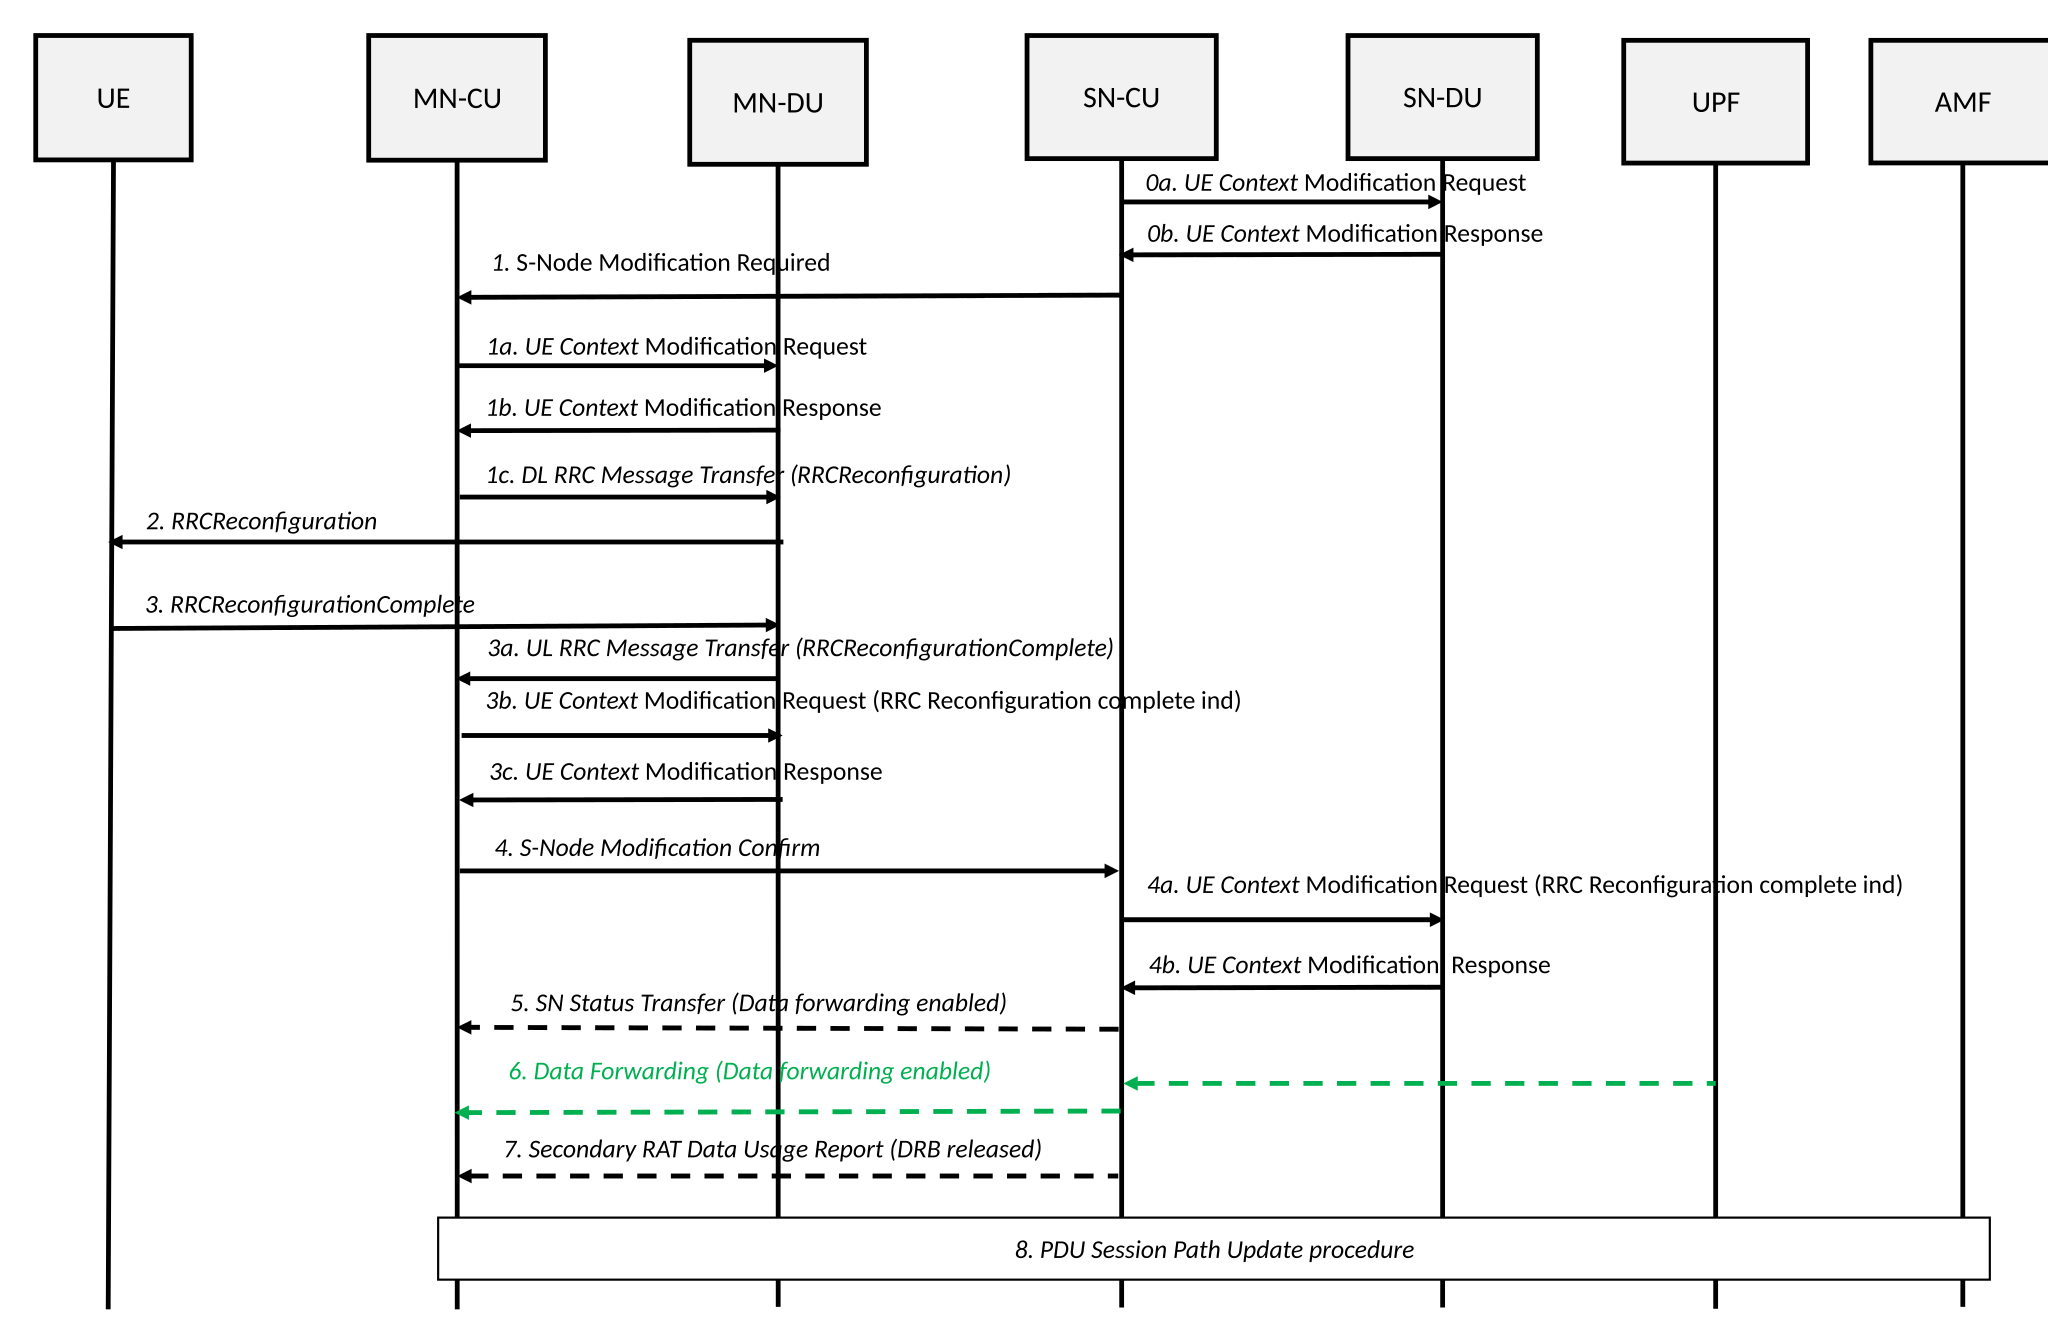 UE
MN-CU
MN-DU
SN-CU
SN-DU
UPF
AMF
0a. UE Context Modification Request
0b. UE Context Modification Response
1. S-Node Modification Required
1a. UE Context Modification Request
1b. UE Context Modification Response
1c. DL RRC Message Transfer (RRCReconfiguration)
2. RRCReconfiguration
3. RRCReconfigurationComplete
3a. UL RRC Message Transfer (RRCReconfigurationComplete)
3b. UE Context Modification Request (RRC Reconfiguration complete ind)
3c. UE Context Modification Response
4. S-Node Modification Confirm
4a. UE Context Modification Request (RRC Reconfiguration complete ind)
4b. UE Context Modification Response
5. SN Status Transfer (Data forwarding enabled)
6. Data Forwarding (Data forwarding enabled)
7. Secondary RAT Data Usage Report (DRB released)
8. PDU Session Path Update procedure